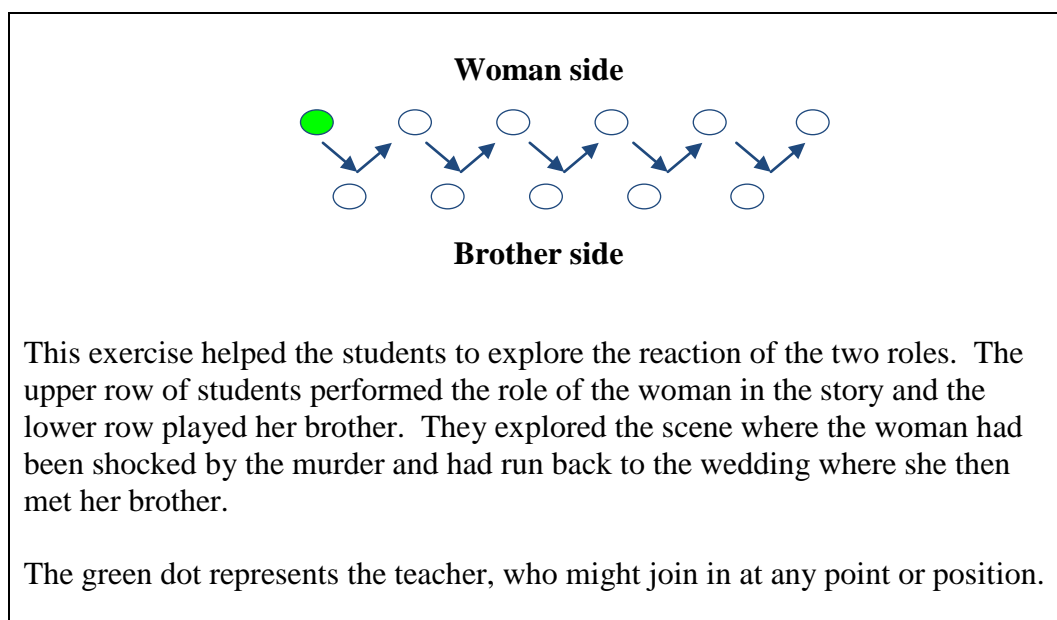 Woman side
Brother side
This exercise helped the students to explore the reaction of the two roles.  The
upper row of students performed the role of the woman in the story and the
lower row played her brother.  They explored the scene where the woman had
been shocked by the murder and had run back to the wedding where she then
met her brother.
The green dot represents the teacher, who might join in at any point or position.